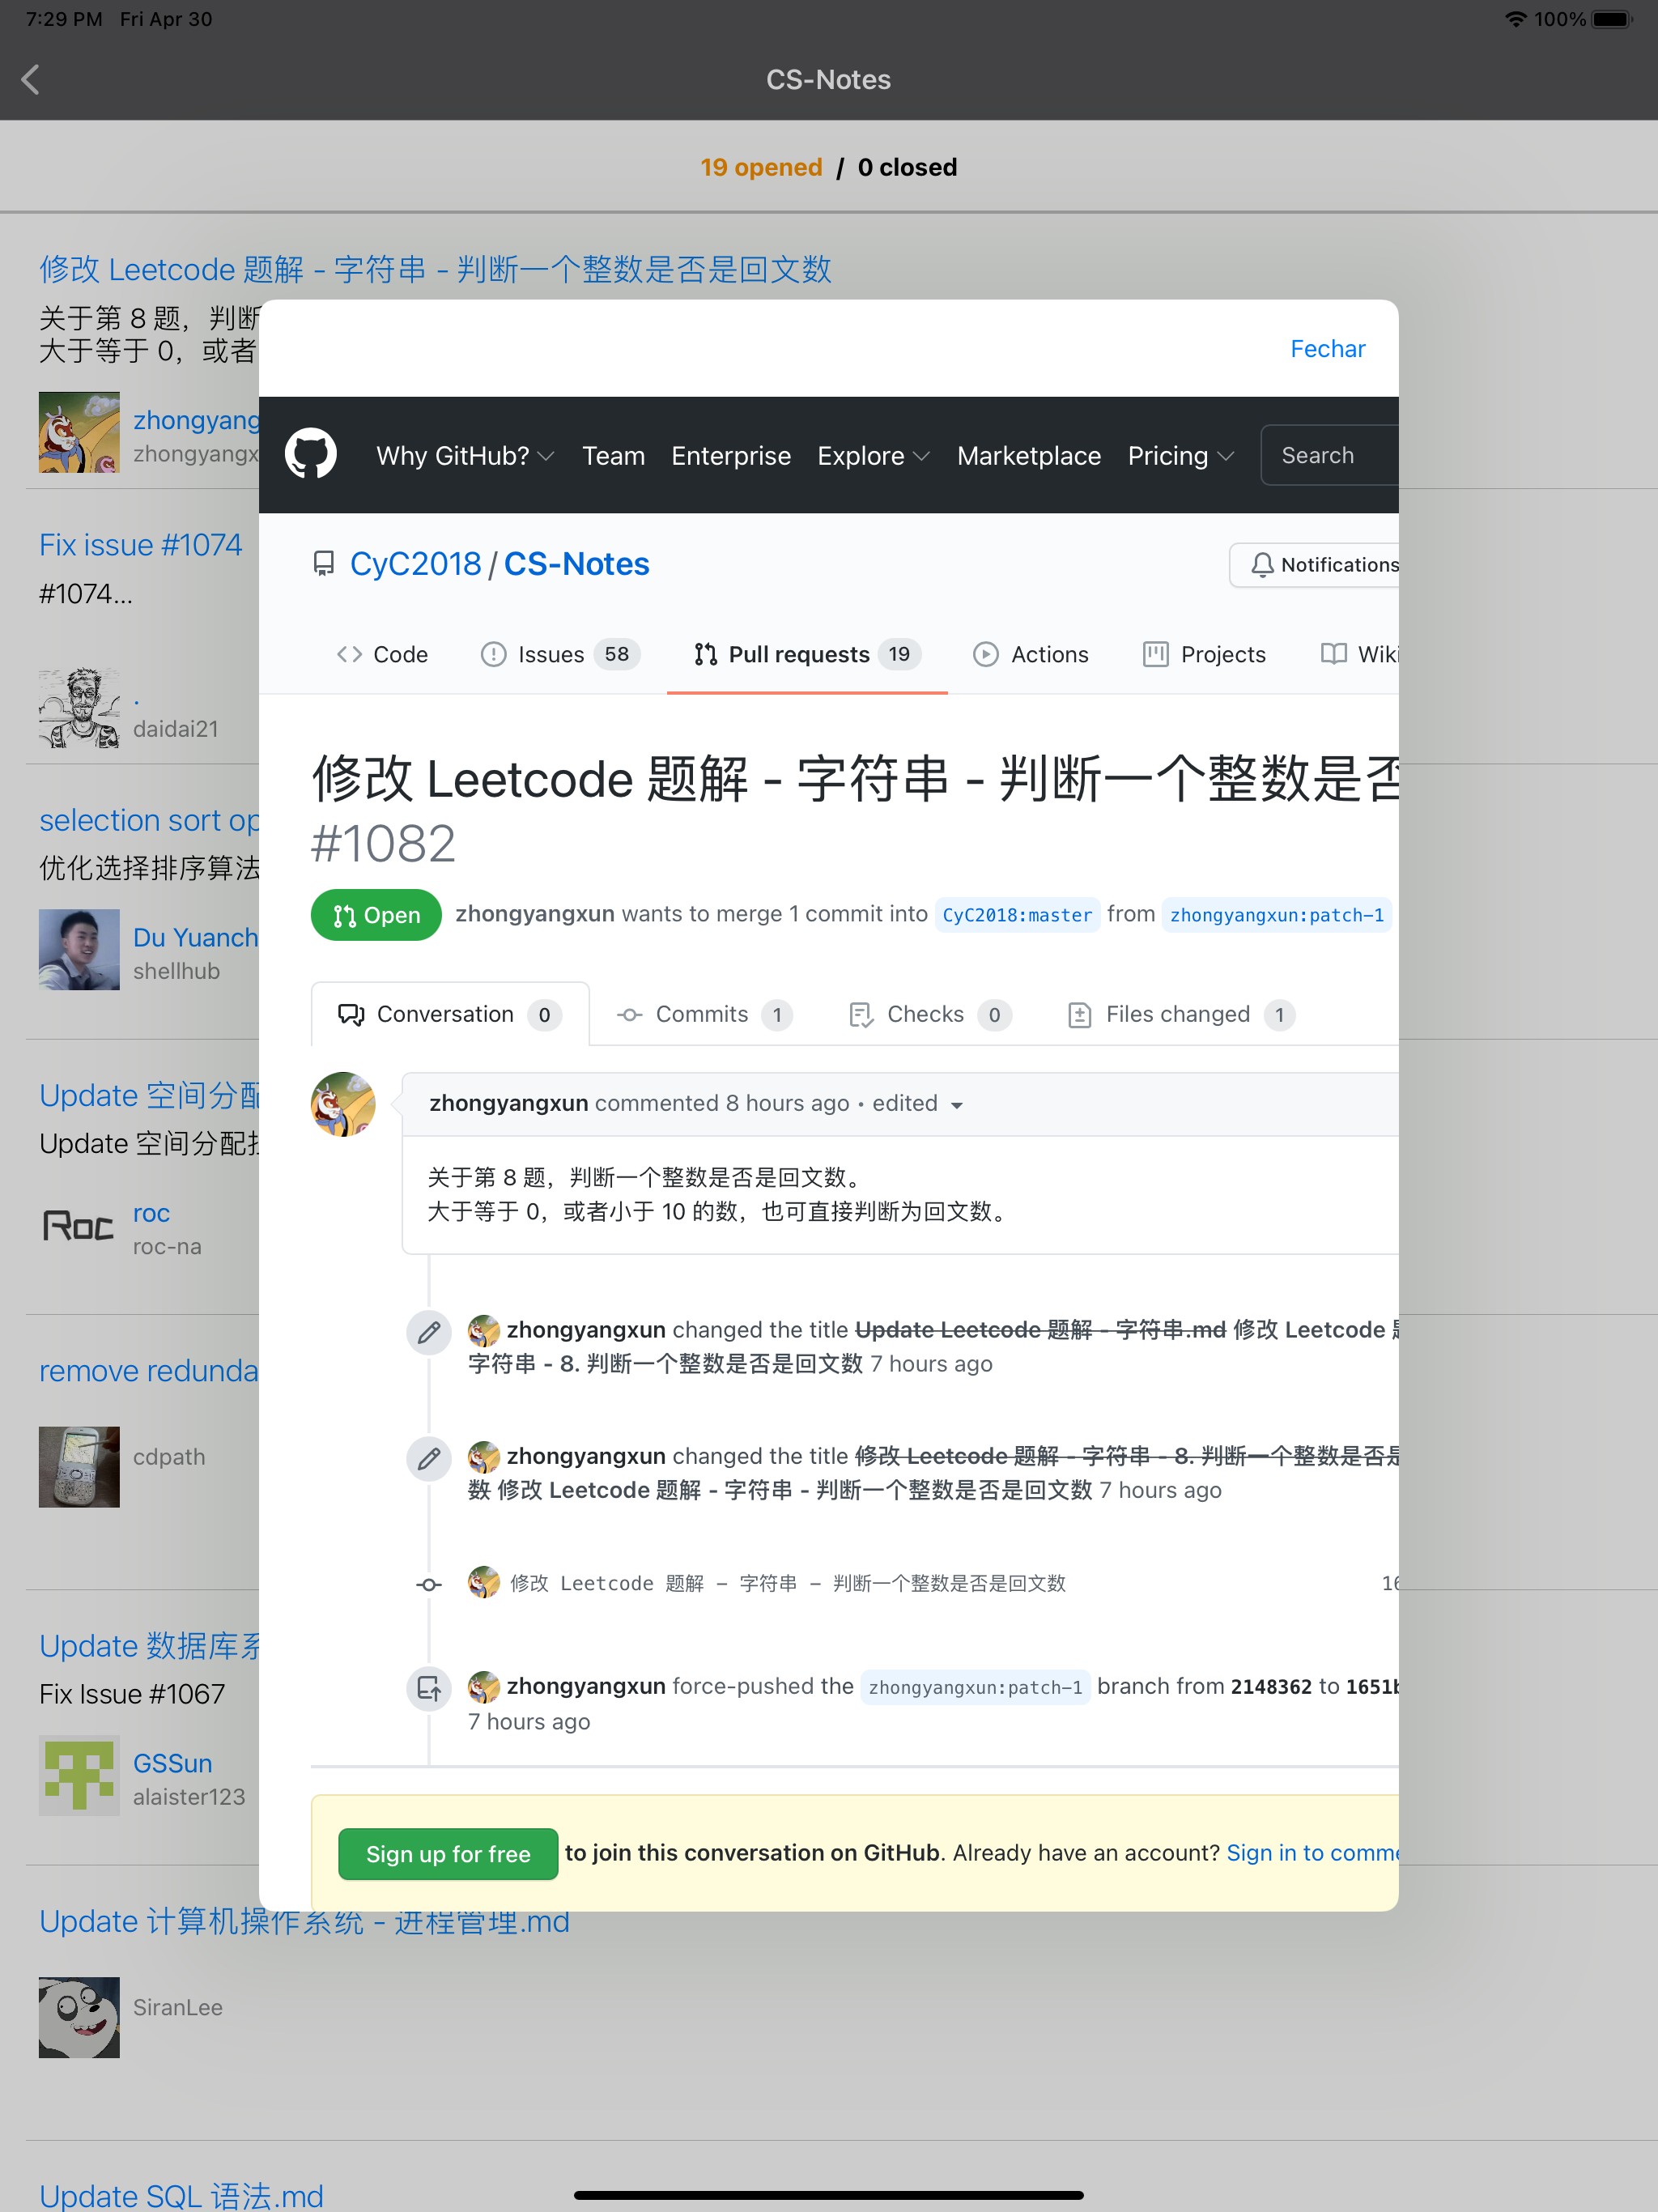 7:29 PM Fri Apr 30
100%
CS-Notes
19 opened / 0 closed
修改 Leetcode 题解 - 字符串 - 判断一个整数是否是回文数
关于第 8 题，判断
大于等于 0，或者
zhongyang
zhongyangx
Fix issue #1074
#1074...
.
daidai21
selection sort op
优化选择排序算法
Du Yuanch
shellhub
Update 空间分配
Update 空间分配
roc
roc-na
remove redunda
cdpath
Update 数据库系
Fix Issue #1067
GSSun
alaister123
Update 计算机操作系统 - 进程管理.md
SiranLee
Update SQL 语法.md
Fechar
Why GitHub? Team Enterprise Explore Marketplace Pricing Search
CyC2018 / CS-Notes
Notifications
Code Issues 58 Pull requests 19 Actions Projects Wiki
修改 Leetcode 题解 - 字符串 - 判断一个整数是否
#1082
Open zhongyangxun wants to merge 1 commit into CyC2018:master from zhongyangxun:patch-1
Conversation 0 Commits 1 Checks 0 Files changed 1
zhongyangxun commented 8 hours ago • edited
关于第 8 题，判断一个整数是否是回文数。
大于等于 0，或者小于 10 的数，也可直接判断为回文数。
zhongyangxun changed the title Update Leetcode 题解 - 字符串.md 修改 Leetcode
字符串 - 8. 判断一个整数是否是回文数 7 hours ago
zhongyangxun changed the title 修改 Leetcode 题解 - 字符串 - 8. 判断一个整数是否是
数 修改 Leetcode 题解 - 字符串 - 判断一个整数是否是回文数 7 hours ago
修改 Leetcode 题解 - 字符串 - 判断一个整数是否是回文数 16
zhongyangxun force-pushed the zhongyangxun:patch-1 branch from 2148362 to 1651b
7 hours ago
Sign up for free to join this conversation on GitHub. Already have an account? Sign in to comme